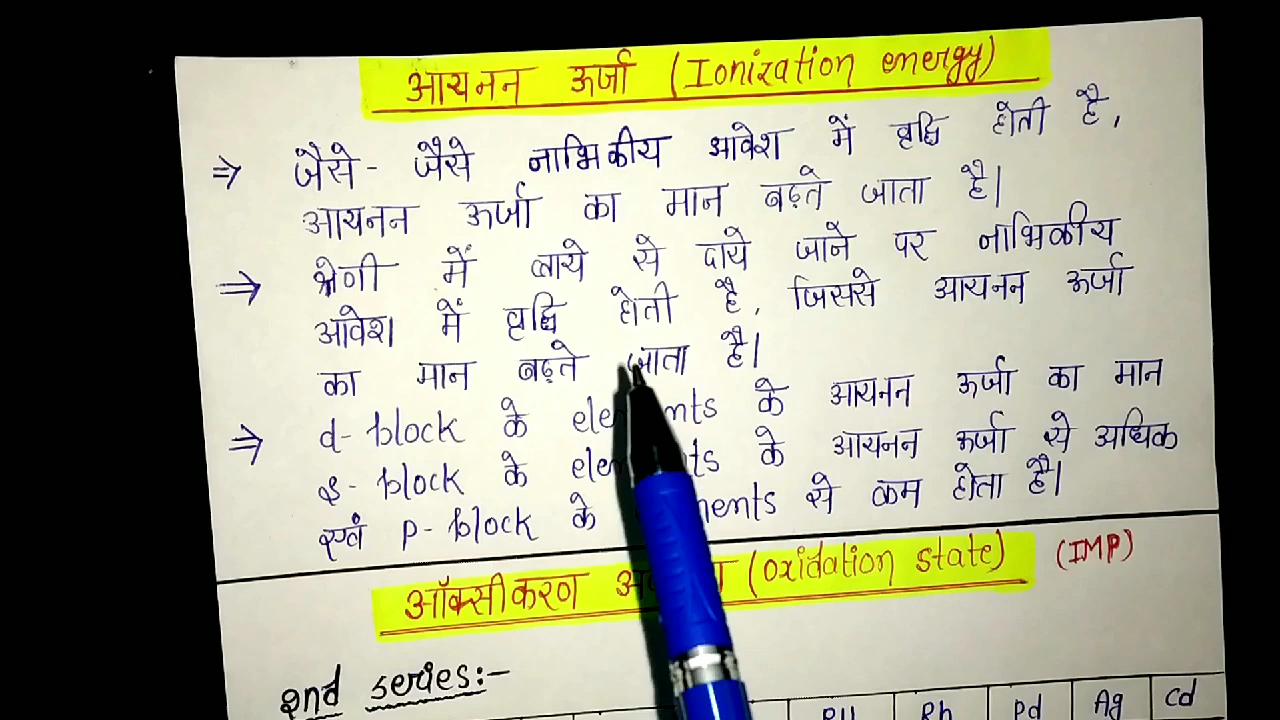 आयनन ऊर्जा (Ionization energy)
⇒ जैसे- जैसे नाभिकीय आवेश में वृद्धि होती है,
आयनन ऊर्जा का मान बढ़ते जाता है।
⇒ श्रेणी में बाये से दाये जाने पर नाभिकीय
आवेश में वृद्धि होती है, जिससे आयनन ऊर्जा
का मान बढ़ते जाता है।
⇒ d-block के elements के आयनन ऊर्जा का मान
s-block के elements के आयनन ऊर्जा से अधिक
एवं p-block के elements से कम होता है।
ऑक्सीकरण (Oxidation state) (IMP)
2nd series:-
Rh Pd Ag Cd